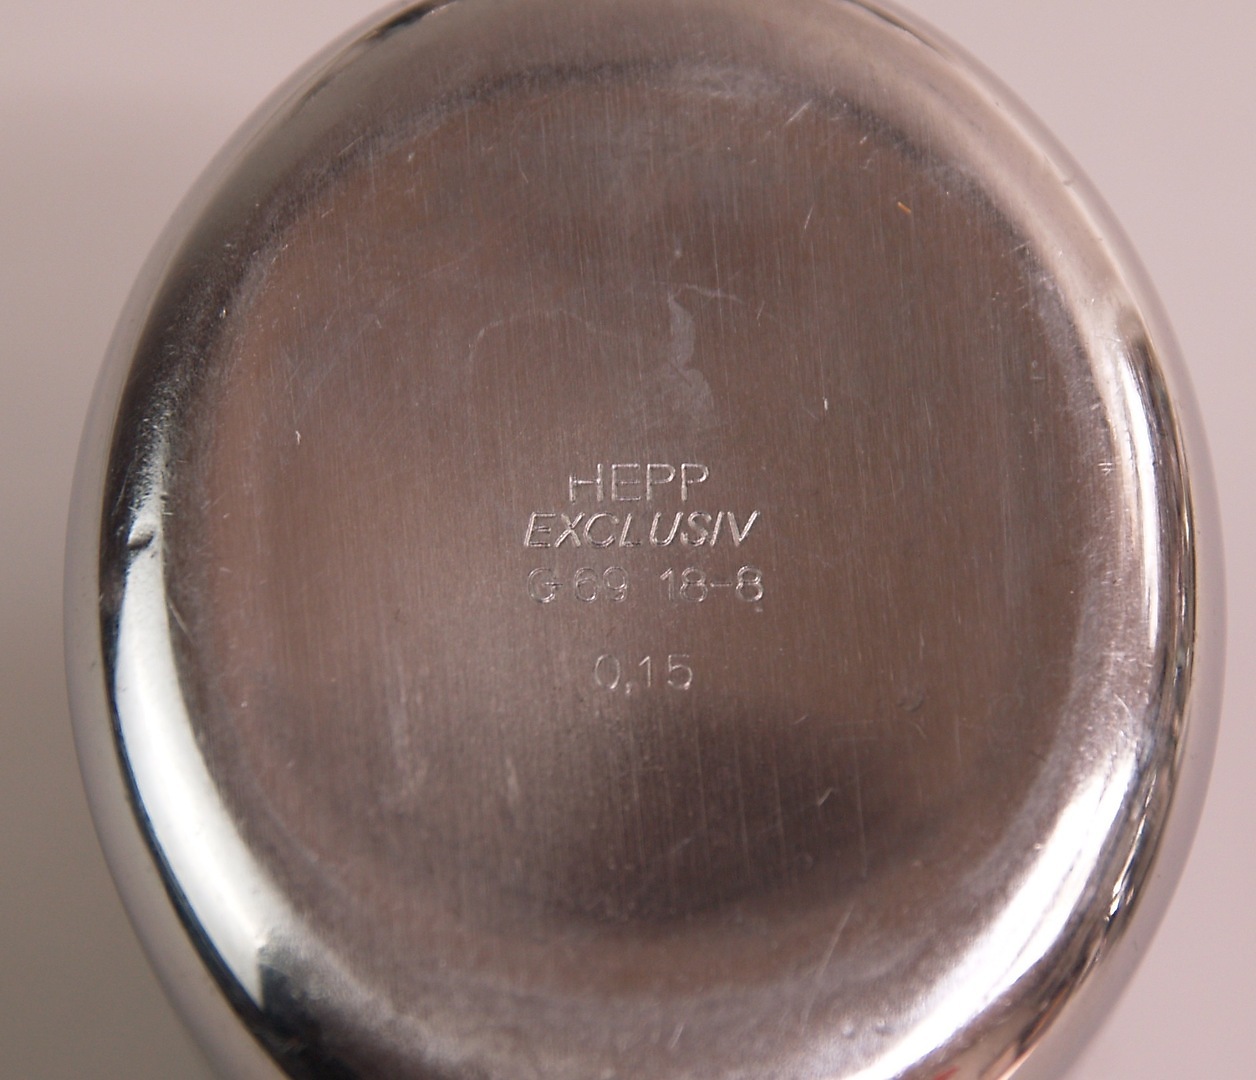 HEPP
EXCLUSIV
G 69 18-8
0,15